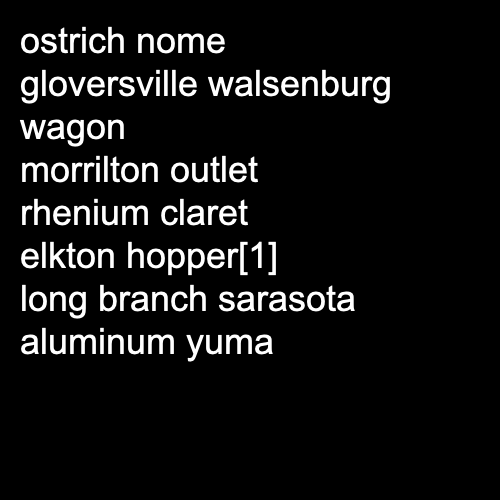 ostrich nome
gloversville walsenburg
wagon
morrilton outlet
rhenium claret
elkton hopper[1]
long branch sarasota
aluminum yuma